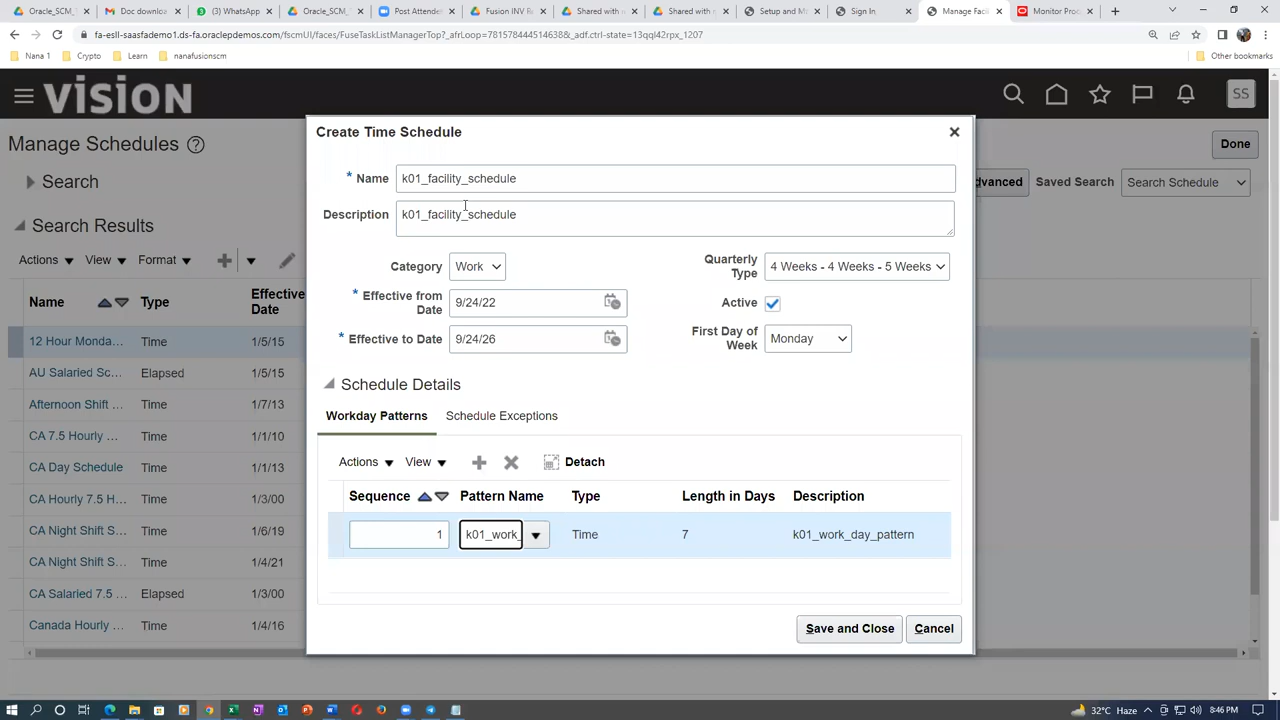 Oracle_SCM_
Doc downloa
(3) WhatsApp
Oracle_SCM_T
Post Attende
Fusion INV R
Shared with
Shared with
Setup and M
Sign In
Manage Facil
Monitor Proc
fa-esll-saasfademo1.ds-fa.oraclepdemos.com/fscmUI/faces/FuseTaskListManagerTop?_afrLoop=7815784451463&_adf.ctrl-state=13qql42rpx_1207
Nana 1
Crypto
Learn
nanafusionscm
Other bookmarks
VISION
SS
Manage Schedules
Done
Search
dvanced
Saved Search
Search Schedule
Search Results
Actions View Format
Name Type Effective Date
12 Hour Monda... Time 1/5/15
AU Salaried Sc... Elapsed 1/5/15
Afternoon Shift ... Time 1/7/13
CA 7.5 Hourly ... Time 1/1/10
CA Day Schedule Time 1/1/13
CA Hourly 7.5 H... Time 1/3/00
CA Night Shift S... Time 1/6/19
CA Night Shift S... Time 1/4/21
CA Salaried 7.5 ... Elapsed 1/3/00
Canada Hourly ... Time 1/4/16
Create Time Schedule
* Name k01_facility_schedule
Description k01_facility_schedule
Category Work
Quarterly Type 4 Weeks - 4 Weeks - 5 Weeks
* Effective from Date 9/24/22
Active
* Effective to Date 9/24/26
First Day of Week Monday
Schedule Details
Workday Patterns Schedule Exceptions
Actions View Detach
Sequence Pattern Name Type Length in Days Description
1 k01_work_ Time 7 k01_work_day_pattern
Save and Close Cancel
32°C Haze 8:46 PM